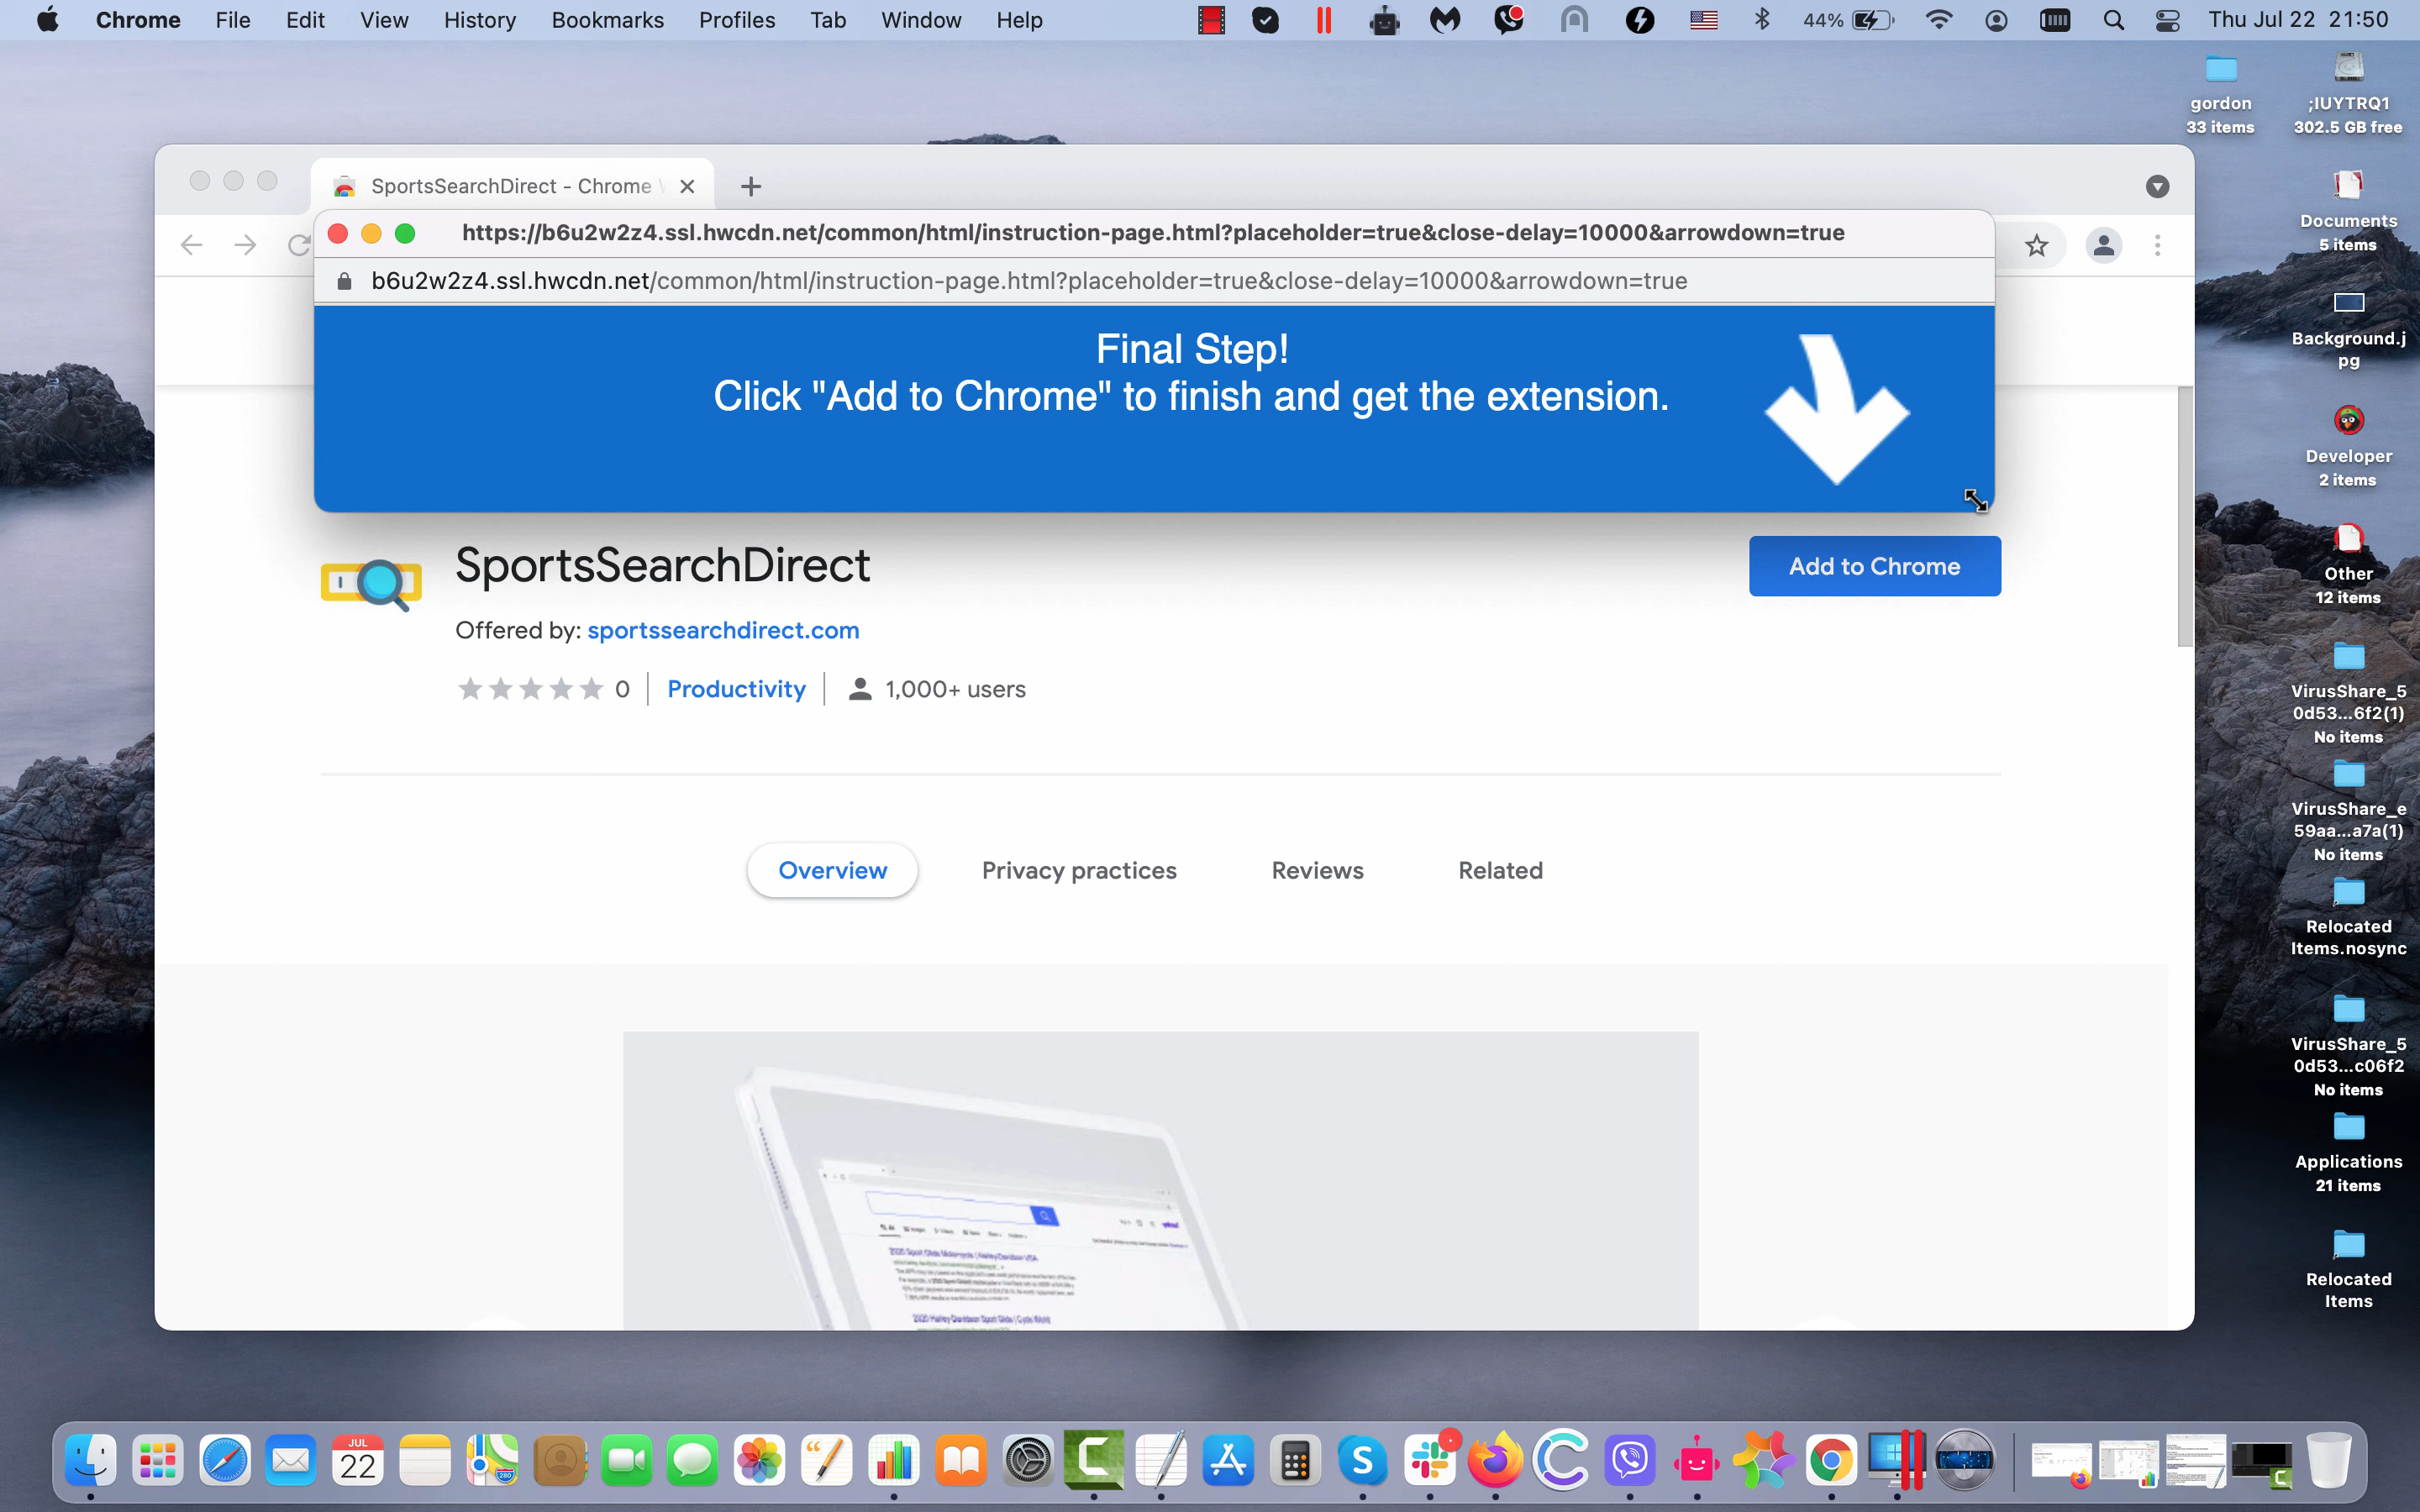 Chrome File Edit View History Bookmarks Profiles Tab Window Help 44% Thu Jul 22 21:50
gordon
33 items
;IUYTRQ1
302.5 GB free
SportsSearchDirect - Chrome
Documents
5 items
https://b6u2w2z4.ssl.hwcdn.net/common/html/instruction-page.html?placeholder=true&close-delay=10000&arrowdown=true
b6u2w2z4.ssl.hwcdn.net/common/html/instruction-page.html?placeholder=true&close-delay=10000&arrowdown=true
Background.j
pg
Final Step!
Click "Add to Chrome" to finish and get the extension.
Developer
2 items
SportsSearchDirect
Add to Chrome
Offered by: sportssearchdirect.com
0 Productivity 1,000+ users
Other
12 items
VirusShare_5
0d53...6f2(1)
No items
VirusShare_e
59aa...a7a(1)
No items
Overview Privacy practices Reviews Related
Relocated
Items.nosync
VirusShare_5
0d53...c06f2
No items
Applications
21 items
Relocated
Items
JUL
22
280